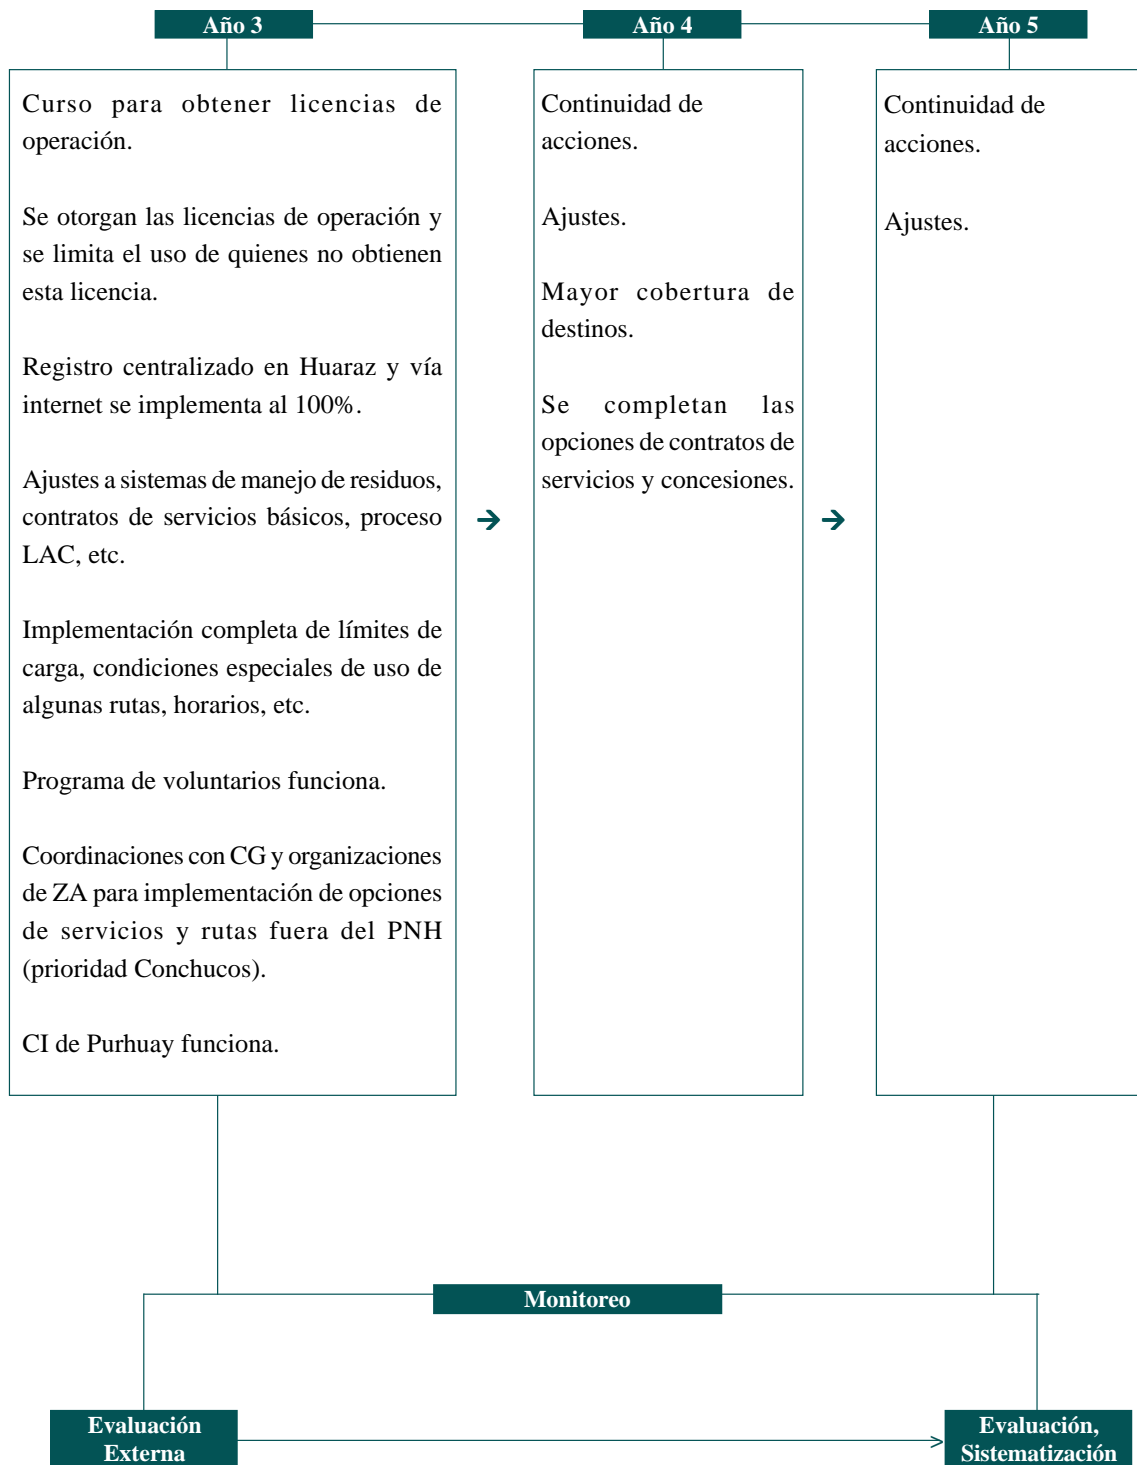 Año 3
Año 4
Año 5
Curso para obtener licencias de
operación.
Se otorgan las licencias de operación y
se limita el uso de quienes no obtienen
esta licencia.
Registro centralizado en Huaraz y vía
internet se implementa al 100%.
Ajustes a sistemas de manejo de residuos,
contratos de servicios básicos, proceso
LAC, etc.
Implementación completa de límites de
carga, condiciones especiales de uso de
algunas rutas, horarios, etc.
Programa de voluntarios funciona.
Coordinaciones con CG y organizaciones
de ZA para implementación de opciones
de servicios y rutas fuera del PNH
(prioridad Conchucos).
CI de Purhuay funciona.
Continuidad de
acciones.
Ajustes.
Mayor cobertura de
destinos.
Se completan las
opciones de contratos de
servicios y concesiones.
Continuidad de
acciones.
Ajustes.
Monitoreo
Evaluación
Externa
Evaluación,
Sistematización